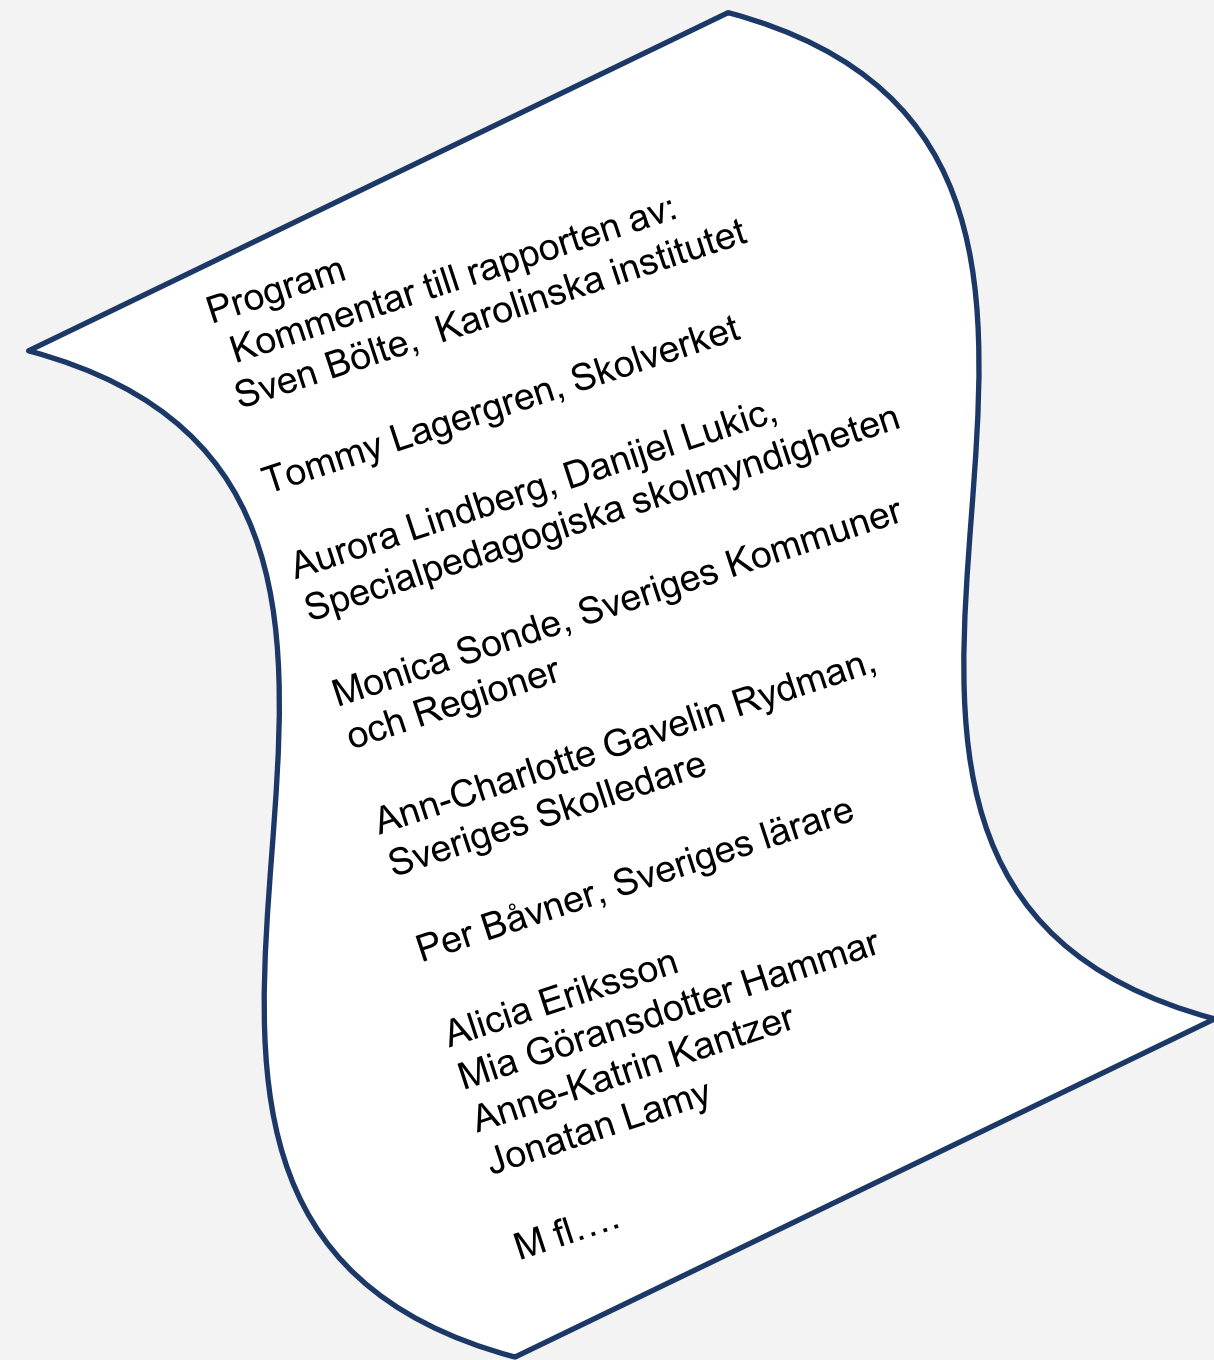 Program
Kommentar till rapporten av:
Sven Bölte, Karolinska institutet
Tommy Lagergren, Skolverket
Aurora Lindberg, Danijel Lukic,
Specialpedagogiska skolmyndigheten
Monica Sonde, Sveriges Kommuner
och Regioner
Ann-Charlotte Gavelin Rydman,
Sveriges Skolledare
Per Båvner, Sveriges lärare
Alicia Eriksson
Mia Göransdotter Hammar
Anne-Katrin Kantzer
Jonatan Lamy
M fl….